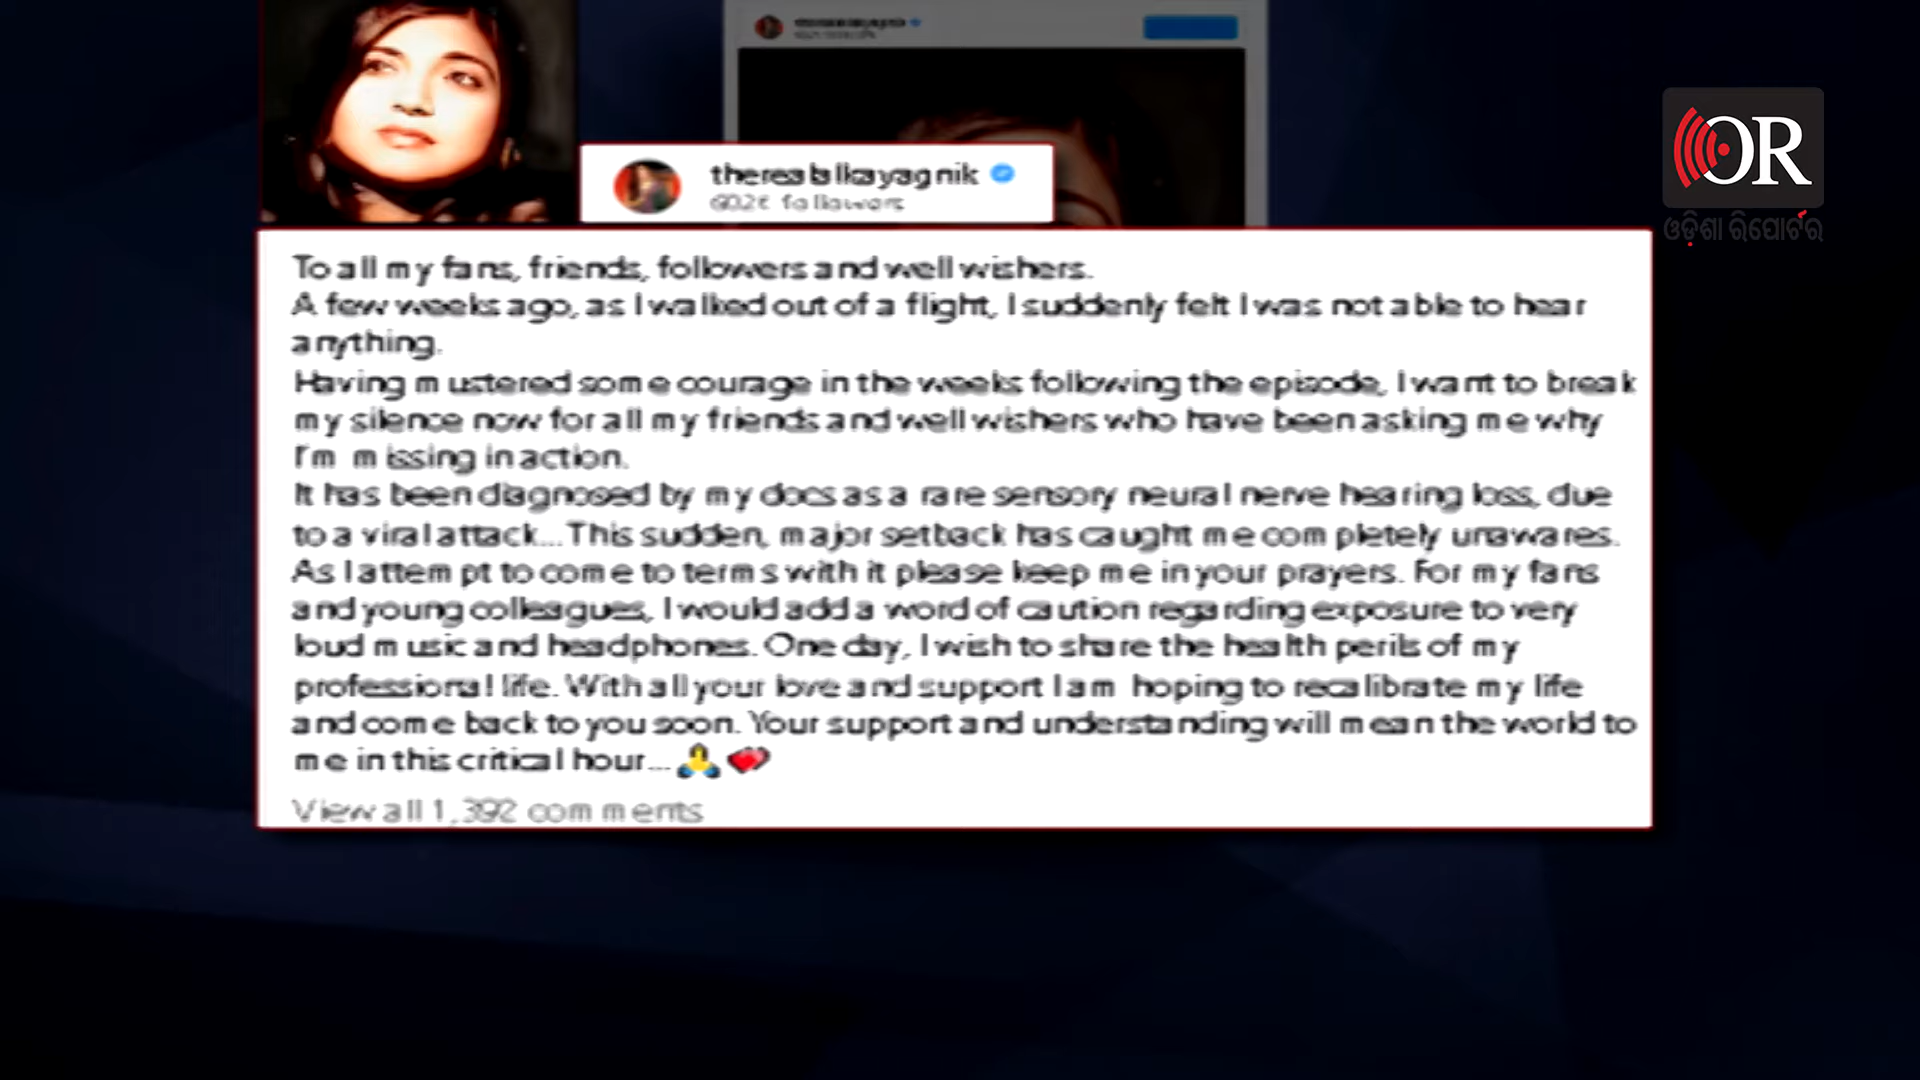 therealalkayagnik
602K followers
OR
ଓଡ଼ିଶା ରିପୋର୍ଟର
To all my fans, friends, followers and well wishers.
A few weeks ago, as I walked out of a flight, I suddenly felt I was not able to hear
anything.
Having mustered some courage in the weeks following the episode, I want to break
my silence now for all my friends and well wishers who have been asking me why
I'm missing in action.
It has been diagnosed by my docs as a rare sensory neural nerve hearing loss, due
to a viral attack...This sudden, major setback has caught me completely unawares.
As I attempt to come to terms with it please keep me in your prayers. For my fans
and young colleagues, I would add a word of caution regarding exposure to very
loud music and headphones. One day, I wish to share the health perils of my
professional life. With all your love and support I am hoping to recalibrate my life
and come back to you soon. Your support and understanding will mean the world to
me in this critical hour... 🙏💕
View all 1,392 comments